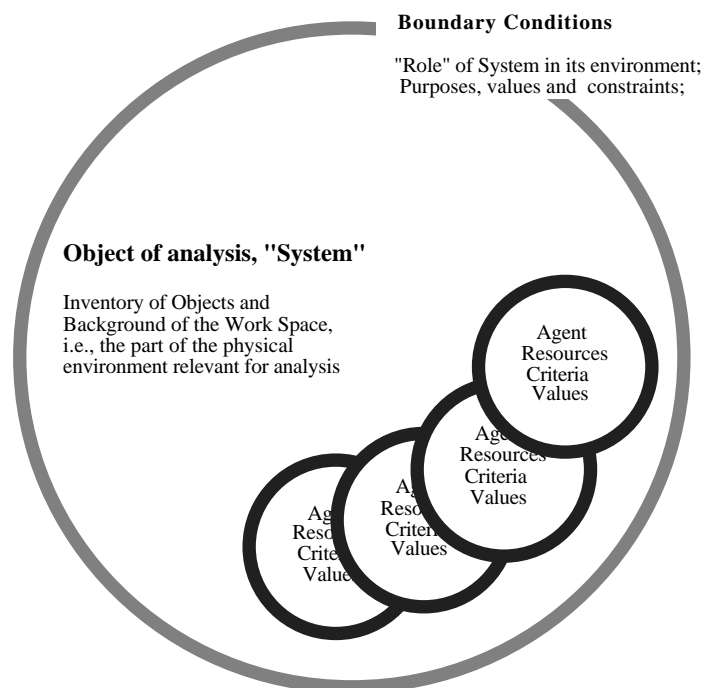 Boundary Conditions
"Role" of System in its environment;
Purposes, values and constraints;
Object of analysis, "System"
Inventory of Objects and
Background of the Work Space,
i.e., the part of the physical
environment relevant for analysis
Agent
Resources
Criteria
Values
Resources
Criteria
Values
Values